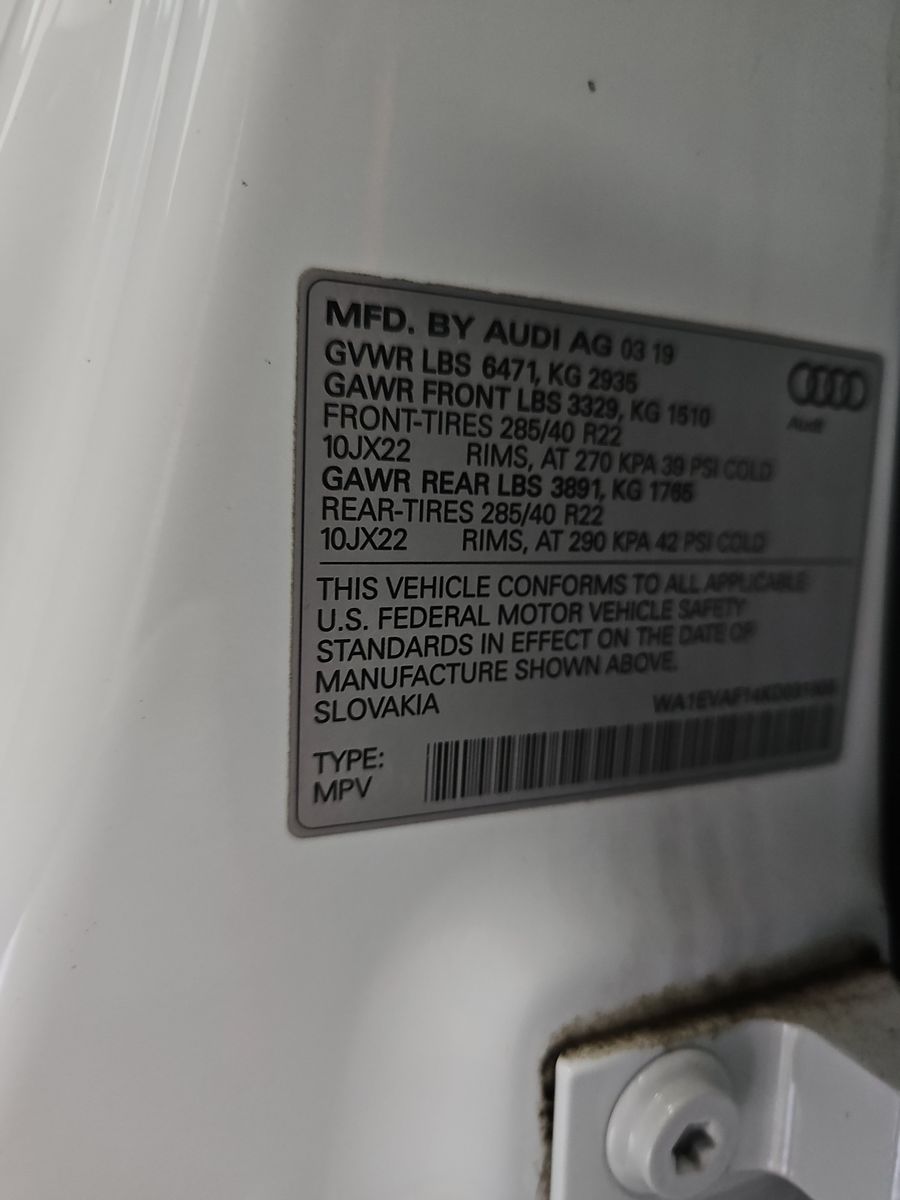 MFD. BY AUDI AG 03 19
GVWR LBS 6471, KG 2936
GAWR FRONT LBS 3329, KG 1510
FRONT-TIRES 285/40 R22
10JX22 RIMS, AT 270 KPA 39 PSI COLD
GAWR REAR LBS 3891, KG 1765
REAR-TIRES 285/40 R22
10JX22 RIMS, AT 290 KPA 42 PSI COLD
Audi
THIS VEHICLE CONFORMS TO ALL APPLICABLE
U.S. FEDERAL MOTOR VEHICLE SAFETY
STANDARDS IN EFFECT ON THE DATE OF
MANUFACTURE SHOWN ABOVE.
SLOVAKIA
TYPE:
MPV